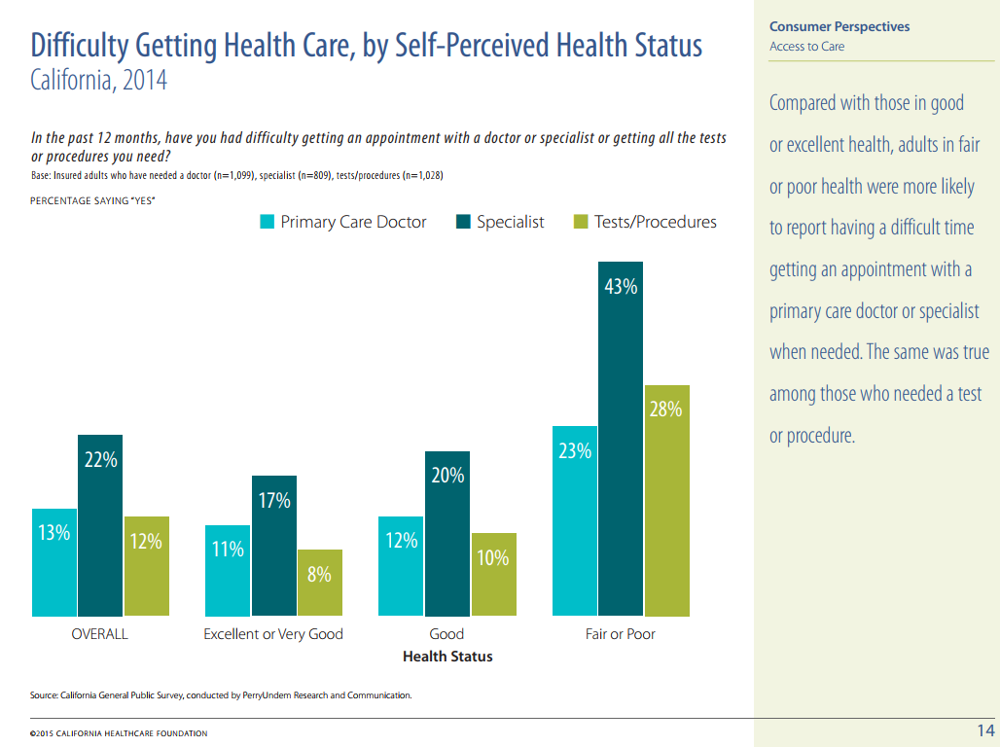 Difficulty Getting Health Care, by Self-Perceived Health Status
California, 2014
In the past 12 months, have you had difficulty getting an appointment with a doctor or specialist or getting all the tests
or procedures you need?
Base: Insured adults who have needed a doctor (n=1,099), specialist (n=809), tests/procedures (n=1,028)
PERCENTAGE SAYING “YES”
Primary Care Doctor Specialist Tests/Procedures
13% 22% 12%
11% 17% 8%
12% 20% 10%
23% 43% 28%
OVERALL Excellent or Very Good Good Fair or Poor
Health Status
Source: California General Public Survey, conducted by PerryUndem Research and Communication.
©2015 CALIFORNIA HEALTHCARE FOUNDATION
Consumer Perspectives
Access to Care
Compared with those in good
or excellent health, adults in fair
or poor health were more likely
to report having a difficult time
getting an appointment with a
primary care doctor or specialist
when needed. The same was true
among those who needed a test
or procedure.
14